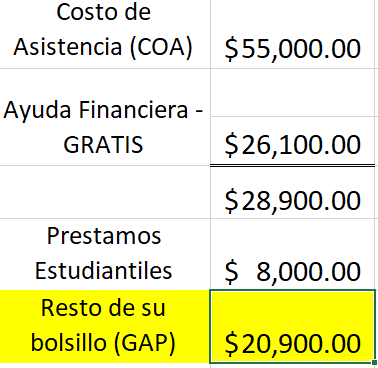 Costo de
Asistencia (COA) $55,000.00
Ayuda Financiera -
GRATIS $26,100.00
$28,900.00
Prestamos
Estudiantiles $ 8,000.00
Resto de su
bolsillo (GAP) $20,900.00